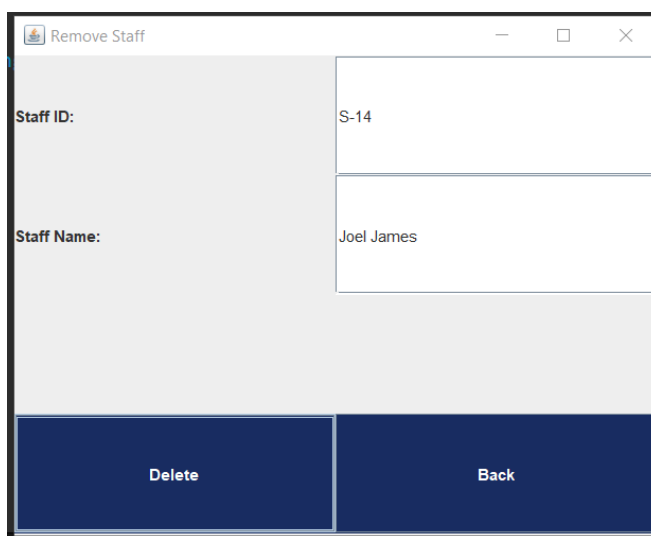 Remove Staff
Staff ID:
S-14
Staff Name:
Joel James
Delete
Back